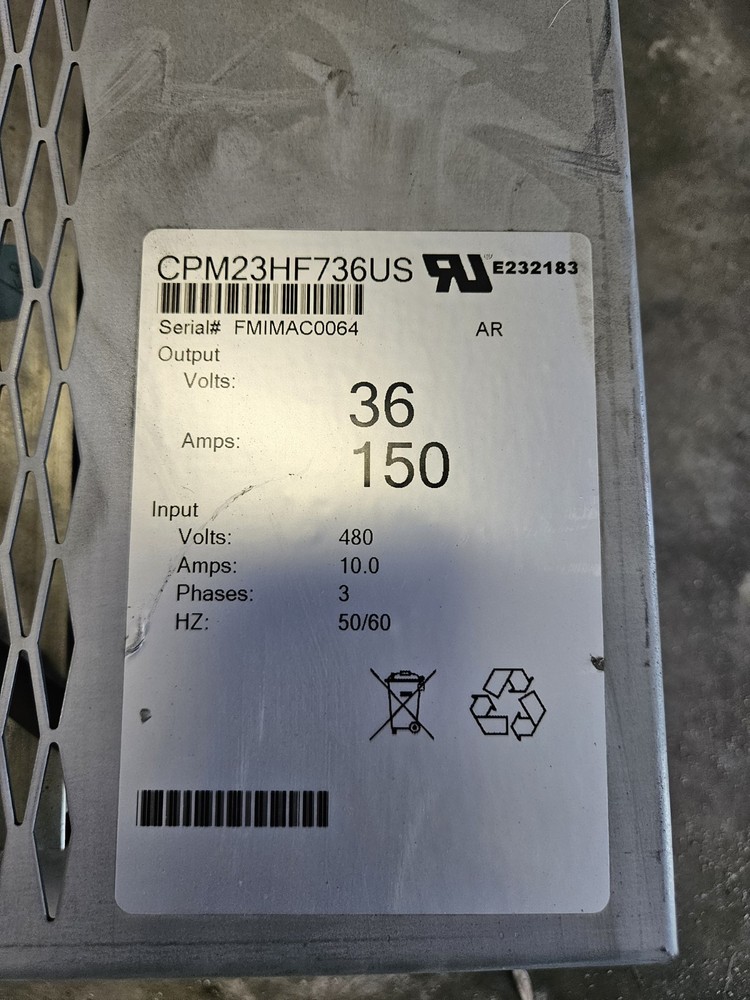 CPM23HF736US RU ® E232183
Serial# FMIMAC0064 AR
Output
Volts: 36
Amps: 150
Input
Volts: 480
Amps: 10.0
Phases: 3
HZ: 50/60